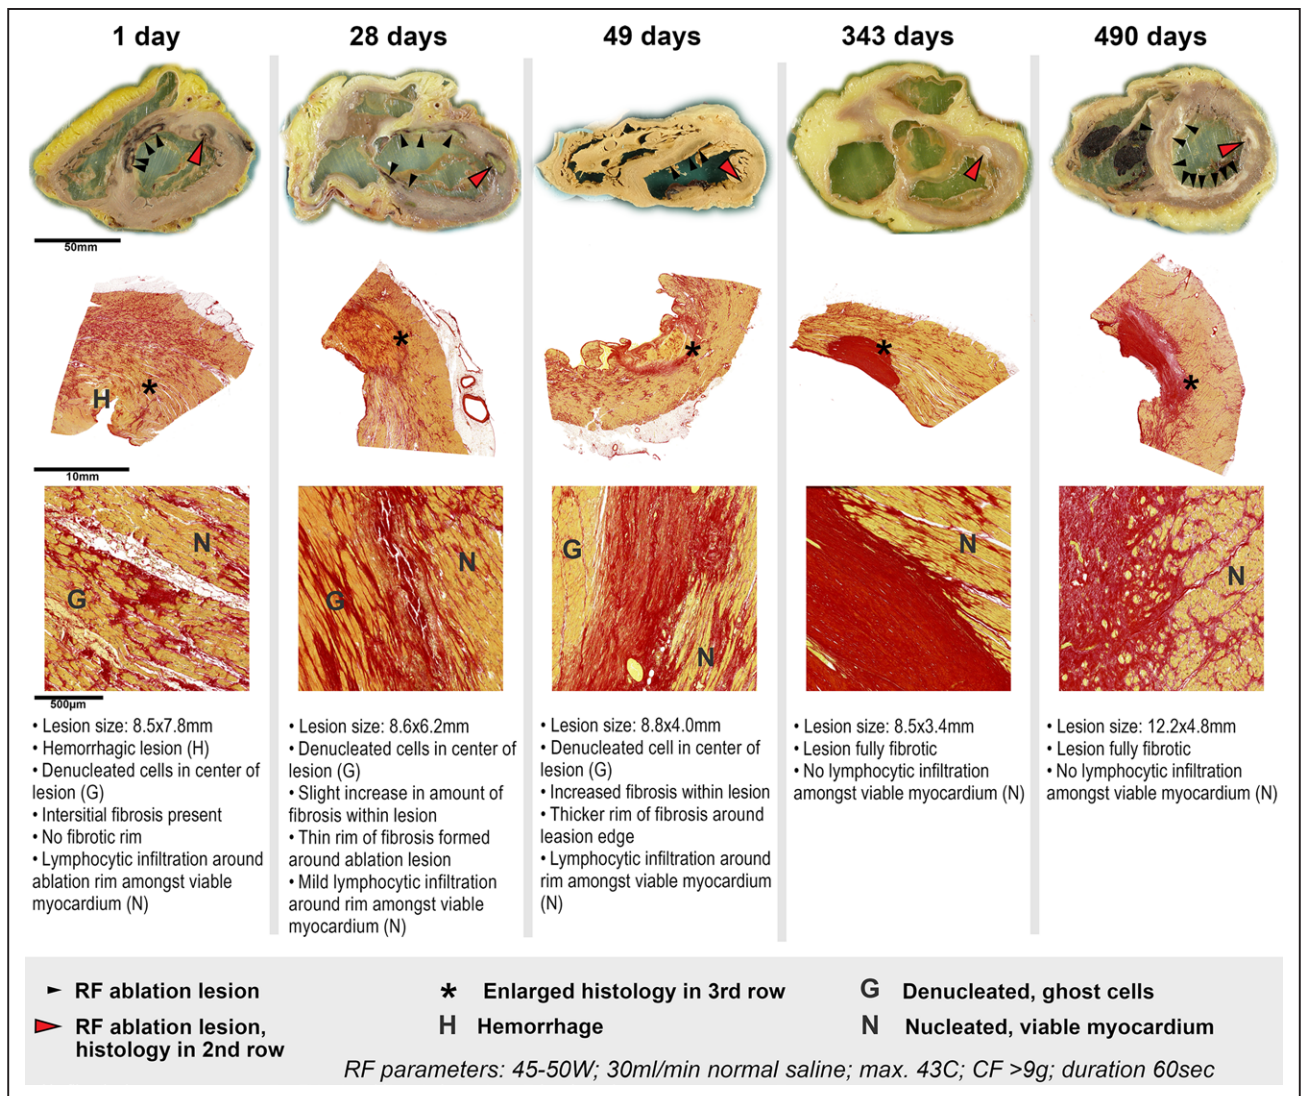 1 day
28 days
49 days
343 days
490 days
50mm
H
10mm
N
G
N
G
G
N
N
N
500µm
• Lesion size: 8.5x7.8mm
• Hemorrhagic lesion (H)
• Denucleated cells in center of
lesion (G)
• Intersitial fibrosis present
• No fibrotic rim
• Lymphocytic infiltration around
ablation rim amongst viable
myocardium (N)
• Lesion size: 8.6x6.2mm
• Denucleated cells in center of
lesion (G)
• Slight increase in amount of
fibrosis within lesion
• Thin rim of fibrosis formed
around ablation lesion
• Mild lymphocytic infiltration
around rim amongst viable
myocardium (N)
• Lesion size: 8.8x4.0mm
• Denucleated cell in center of
lesion (G)
• Increased fibrosis within lesion
• Thicker rim of fibrosis around
leasion edge
• Lymphocytic infiltration around
rim amongst viable myocardium
(N)
• Lesion size: 8.5x3.4mm
• Lesion fully fibrotic
• No lymphocytic infiltration
amongst viable myocardium (N)
• Lesion size: 12.2x4.8mm
• Lesion fully fibrotic
• No lymphocytic infiltration
amongst viable myocardium (N)
RF ablation lesion
RF ablation lesion,
histology in 2nd row
* Enlarged histology in 3rd row
H Hemorrhage
G Denucleated, ghost cells
N Nucleated, viable myocardium
RF parameters: 45-50W; 30ml/min normal saline; max. 43C; CF >9g; duration 60sec